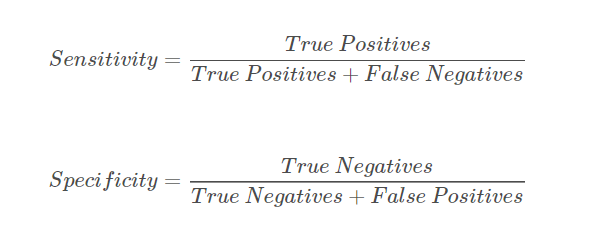 Sensitivity = True Positives / True Positives + False Negatives
Specificity = True Negatives / True Negatives + False Positives